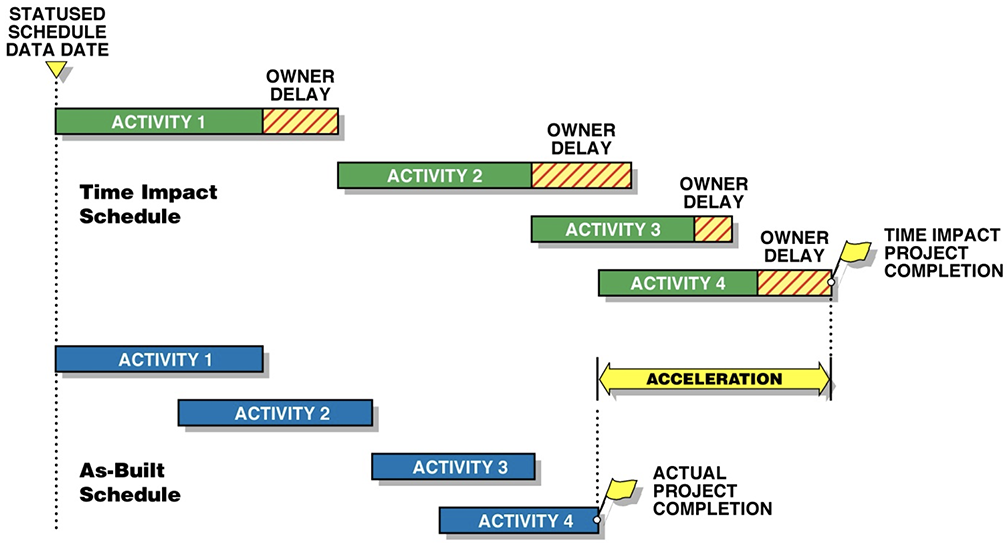 STATUSED
SCHEDULE
DATA DATE
OWNER
DELAY
ACTIVITY 1
OWNER
DELAY
ACTIVITY 2
Time Impact
Schedule
OWNER
DELAY
ACTIVITY 3
OWNER
DELAY
ACTIVITY 4
TIME IMPACT
PROJECT
COMPLETION
ACTIVITY 1
ACCELERATION
ACTIVITY 2
As-Built
Schedule
ACTIVITY 3
ACTIVITY 4
ACTUAL
PROJECT
COMPLETION